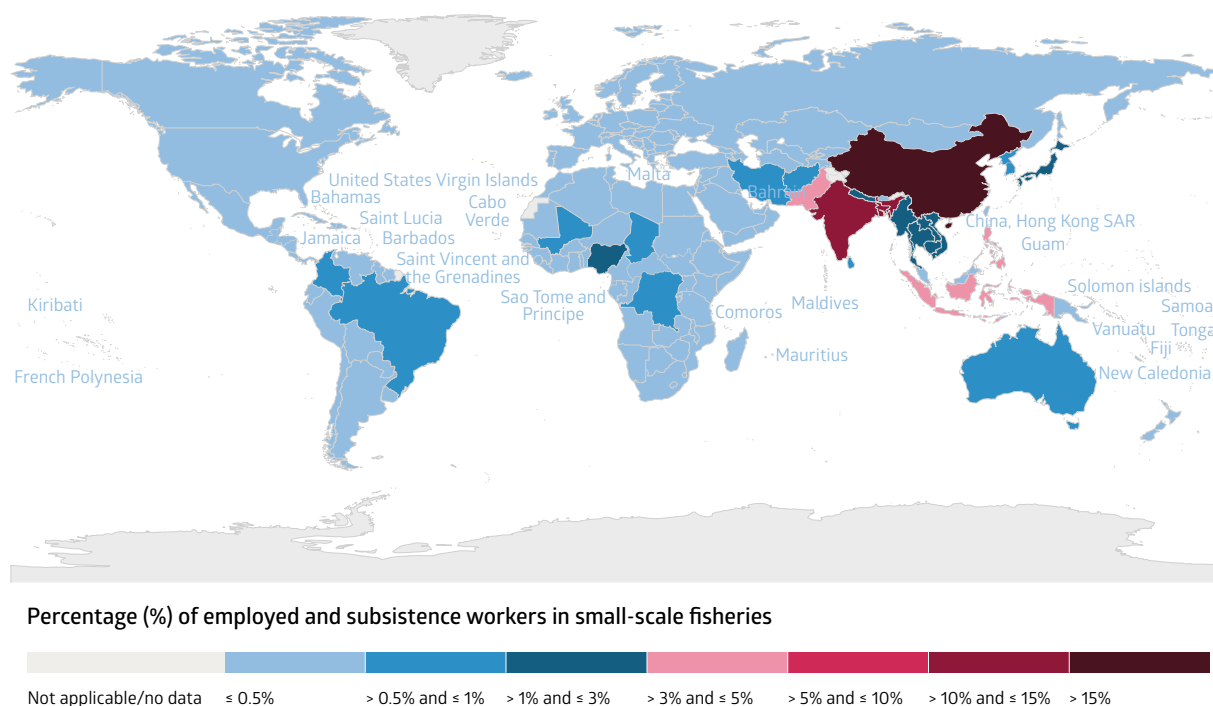 Malta
United States Virgin Islands
Bahamas
Cabo
Verde
Bahrain
Saint Lucia
China, Hong Kong SAR
Jamaica
Barbados
Guam
Saint Vincent and
the Grenadines
Solomon islands
Kiribati
Sao Tome and
Principe
Comoros
Maldives
Samoa
Vanuatu
Tonga
Fiji
Mauritius
French Polynesia
New Caledonia
Percentage (%) of employed and subsistence workers in small-scale fisheries
Not applicable/no data
≤ 0.5%
> 0.5% and ≤ 1%
> 1% and ≤ 3%
> 3% and ≤ 5%
> 5% and ≤ 10%
> 10% and ≤ 15%
> 15%